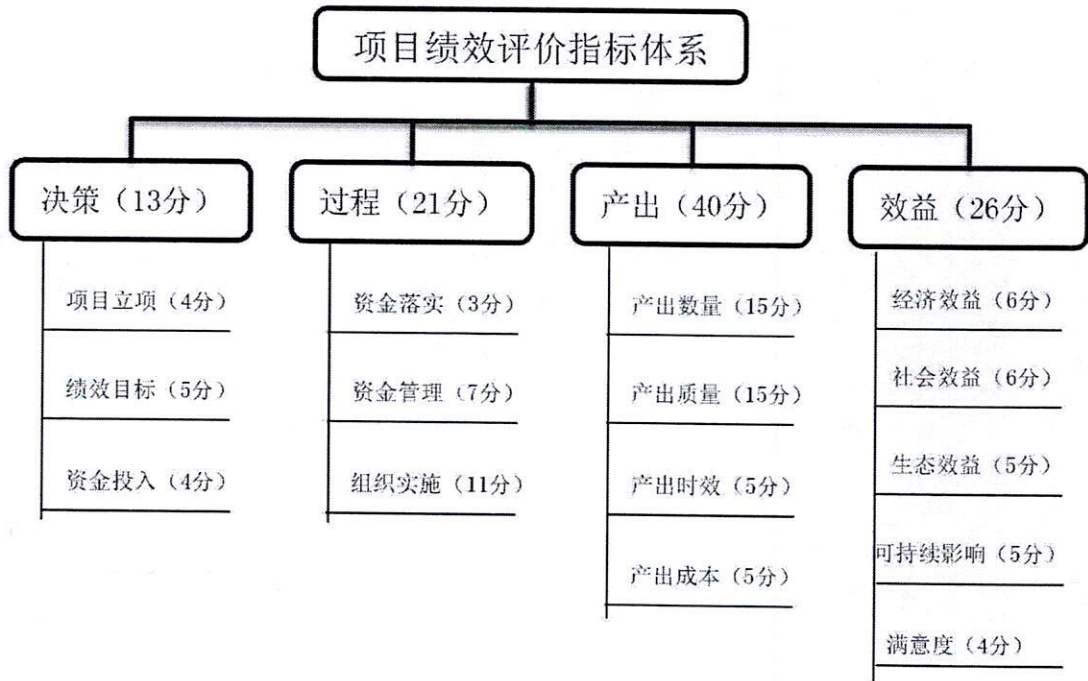 项目绩效评价指标体系
决策（13分）
项目立项（4分）
绩效目标（5分）
资金投入（4分）
过程（21分）
资金落实（3分）
资金管理（7分）
组织实施（11分）
产出（40分）
产出数量（15分）
产出质量（15分）
产出时效（5分）
产出成本（5分）
效益（26分）
经济效益（6分）
社会效益（6分）
生态效益（5分）
可持续影响（5分）
满意度（4分）